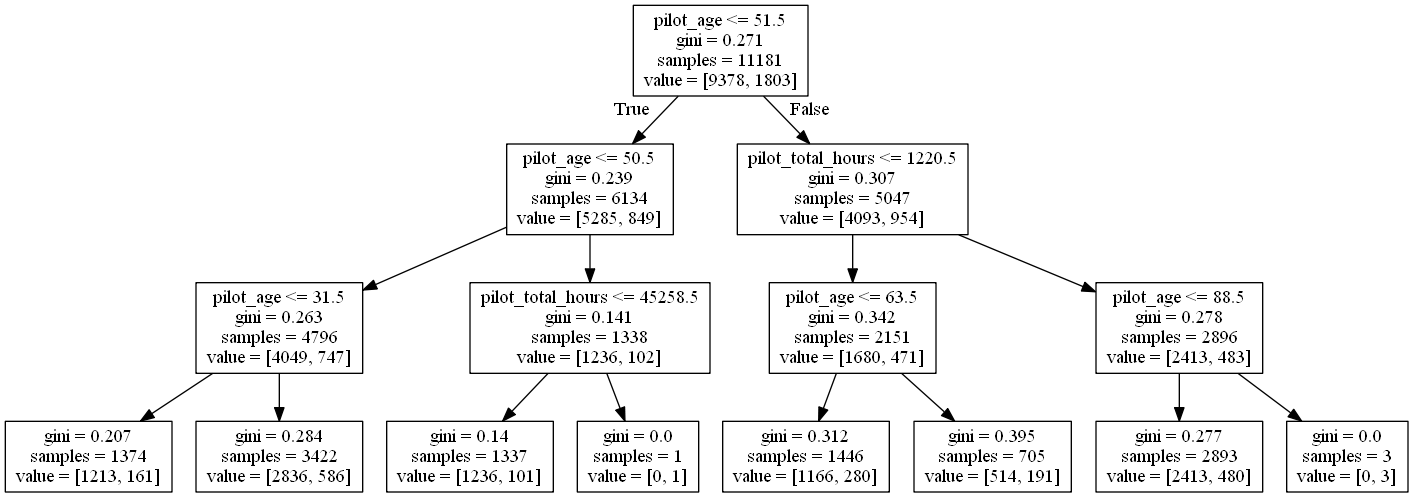 pilot_age <= 51.5
gini = 0.271
samples = 11181
value = [9378, 1803]
True
False
pilot_age <= 50.5
gini = 0.239
samples = 6134
value = [5285, 849]
pilot_total_hours <= 1220.5
gini = 0.307
samples = 5047
value = [4093, 954]
pilot_age <= 31.5
gini = 0.263
samples = 4796
value = [4049, 747]
pilot_total_hours <= 45258.5
gini = 0.141
samples = 1338
value = [1236, 102]
pilot_age <= 63.5
gini = 0.342
samples = 2151
value = [1680, 471]
pilot_age <= 88.5
gini = 0.278
samples = 2896
value = [2413, 483]
gini = 0.207
samples = 1374
value = [1213, 161]
gini = 0.284
samples = 3422
value = [2836, 586]
gini = 0.14
samples = 1337
value = [1236, 101]
gini = 0.0
samples = 1
value = [0, 1]
gini = 0.312
samples = 1446
value = [1166, 280]
gini = 0.395
samples = 705
value = [514, 191]
gini = 0.277
samples = 2893
value = [2413, 480]
gini = 0.0
samples = 3
value = [0, 3]